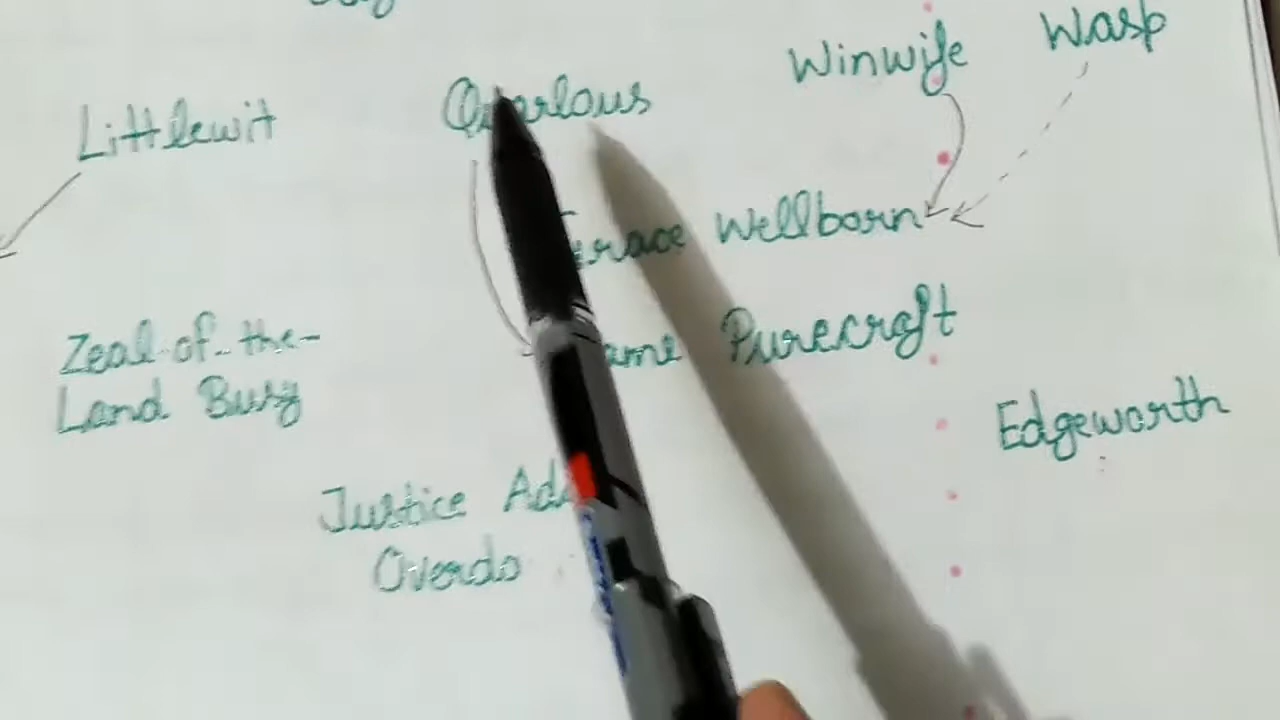 Littlewit
Winwife
Wasp
Wellborn
Zeal-of-the-
Land Busy
Purecraft
Edgeworth
Justice
Overdo